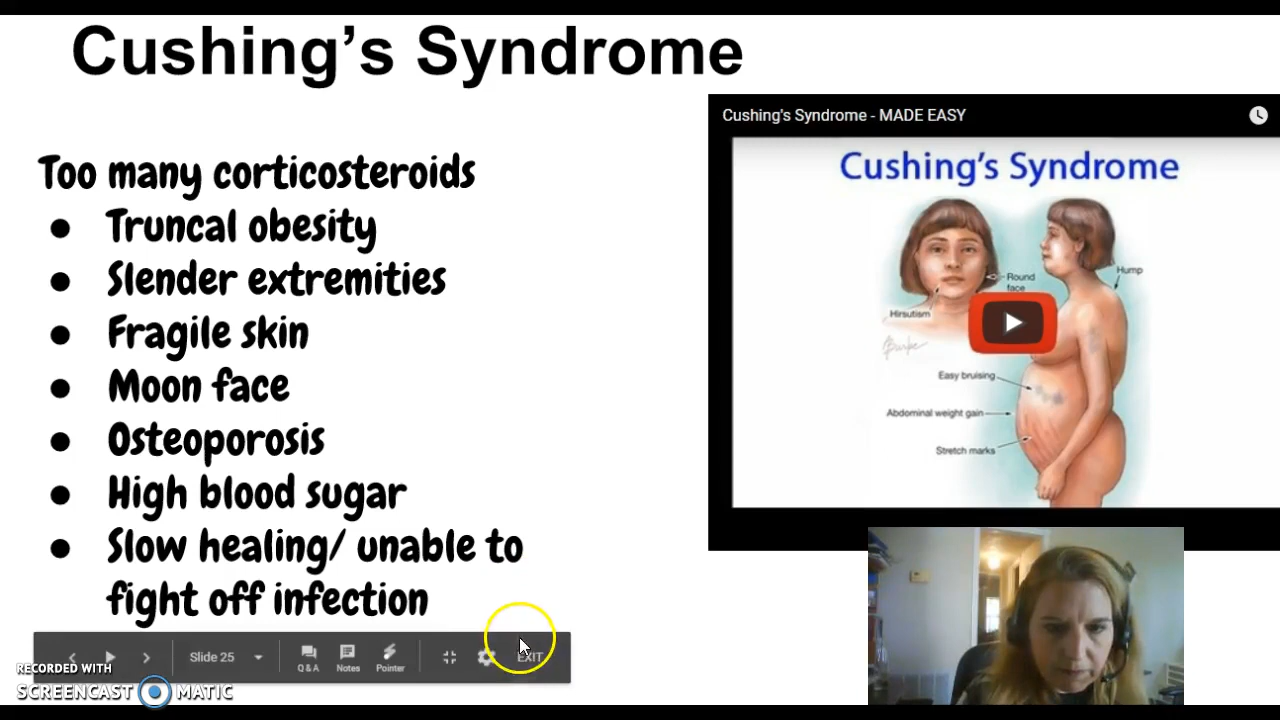 Cushing's Syndrome
Too many corticosteroids
● Truncal obesity
● Slender extremities
● Fragile skin
● Moon face
● Osteoporosis
● High blood sugar
● Slow healing/ unable to
fight off infection
Cushing's Syndrome - MADE EASY
Cushing's Syndrome
Hump
Round
face
Hirsutism
Easy bruising
Abdominal weight gain
Stretch marks
Slide 25
Q & A
Notes
Pointer
EXIT
RECORDED WITH
SCREENCAST MATIC